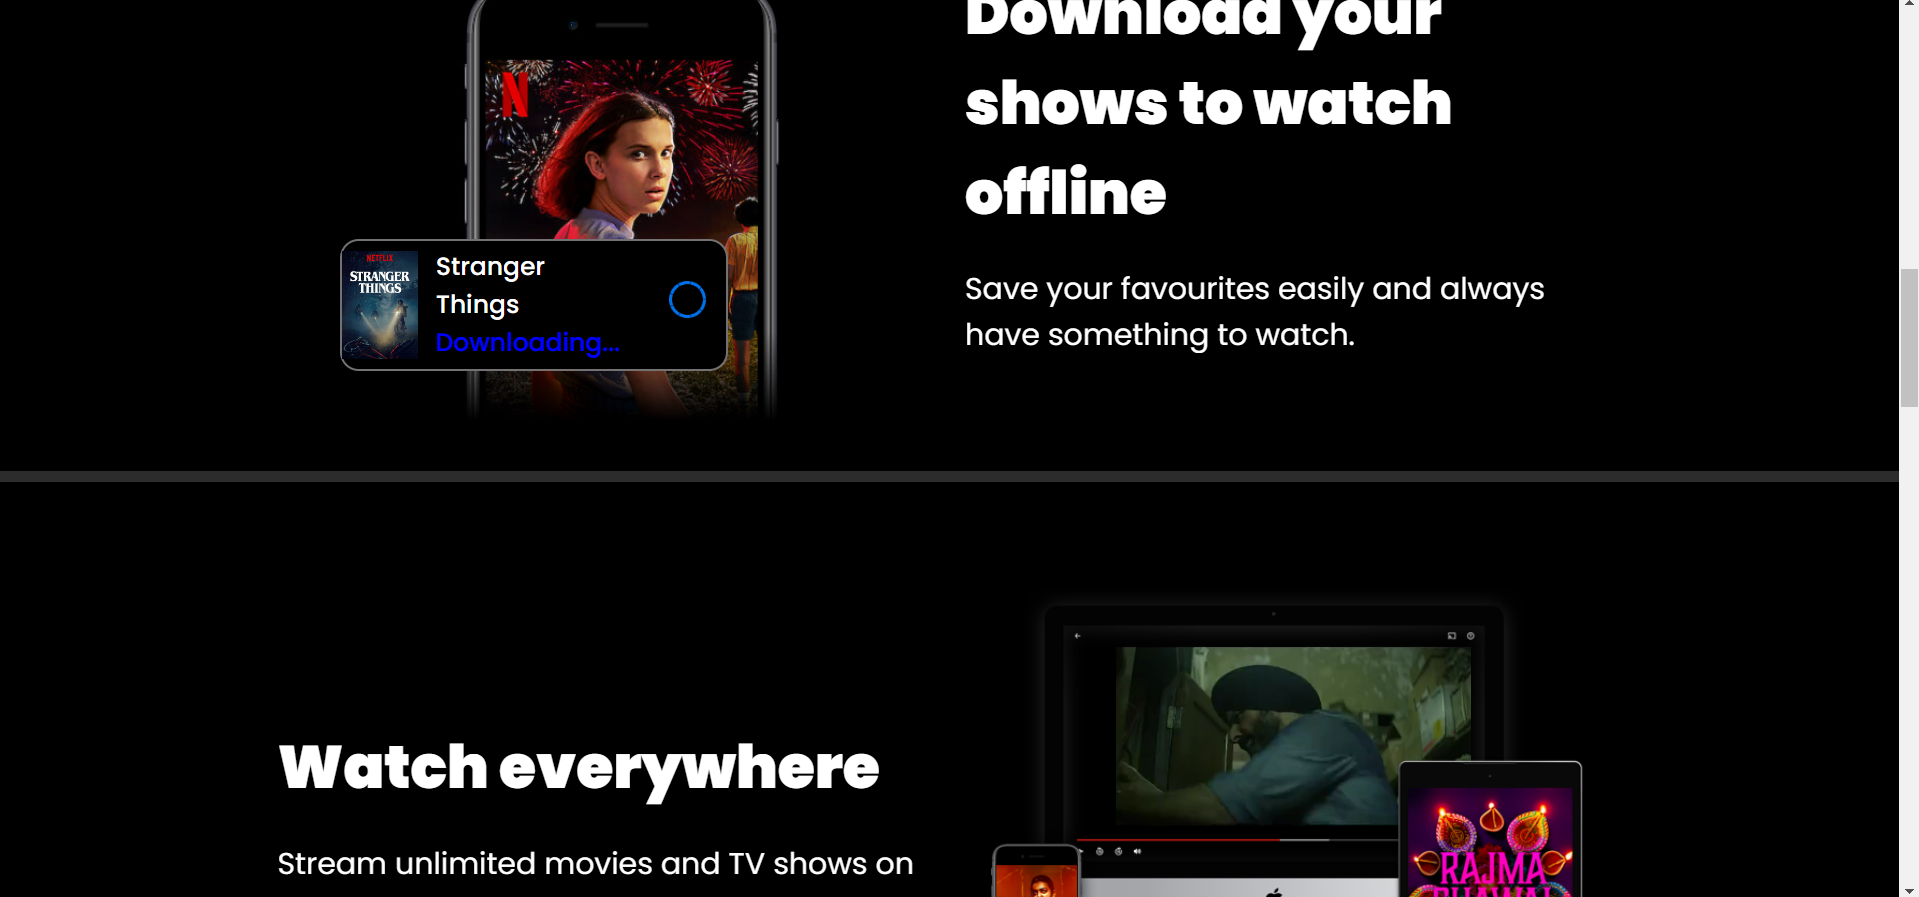 Download your
shows to watch
offline
N
NETFLIX
STRANGER
THINGS
Stranger
Things
Downloading...
Save your favourites easily and always
have something to watch.
Watch everywhere
Stream unlimited movies and TV shows on
RAJMA